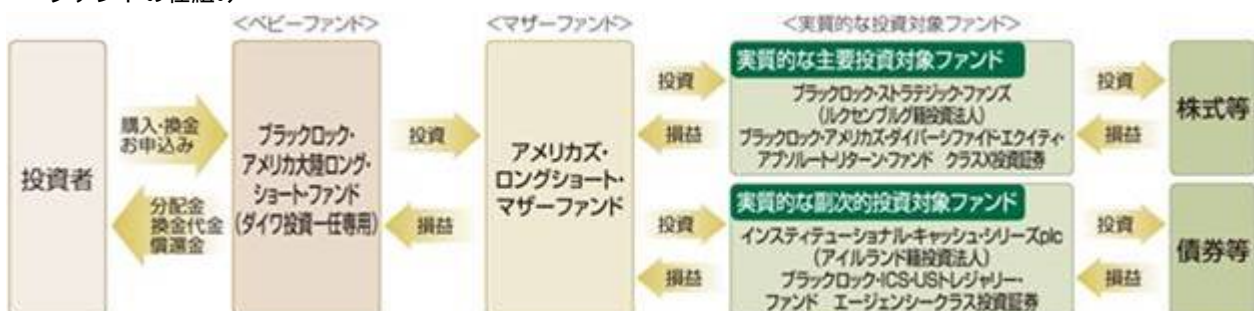 ファンドの仕組み
<ベビーファンド>
<マザーファンド>
<実質的な投資対象ファンド>
投資者
購入・換金
お申込み
分配金
換金代金
償還金
ブラックロック・
アメリカ大陸ロング・
ショート・ファンド
(ダイワ投資一任専用)
投資
損益
アメリカズ・
ロングショート・
マザーファンド
投資
損益
投資
損益
実質的な主要投資対象ファンド
ブラックロック・ストラテジック・ファンズ
(ルクセンブルグ籍投資法人)
ブラックロック・アメリカズ・ダイバーシファイド・エクイティ・
アブソルート・リターン・ファンド クラスX投資証券
実質的な副次的投資対象ファンド
インスティテューショナル・キャッシュ・シリーズplc
(アイルランド籍投資法人)
ブラックロック・ICS・USトレジャリー・
ファンド エージェンシークラス投資証券
投資
損益
投資
損益
株式等
債券等